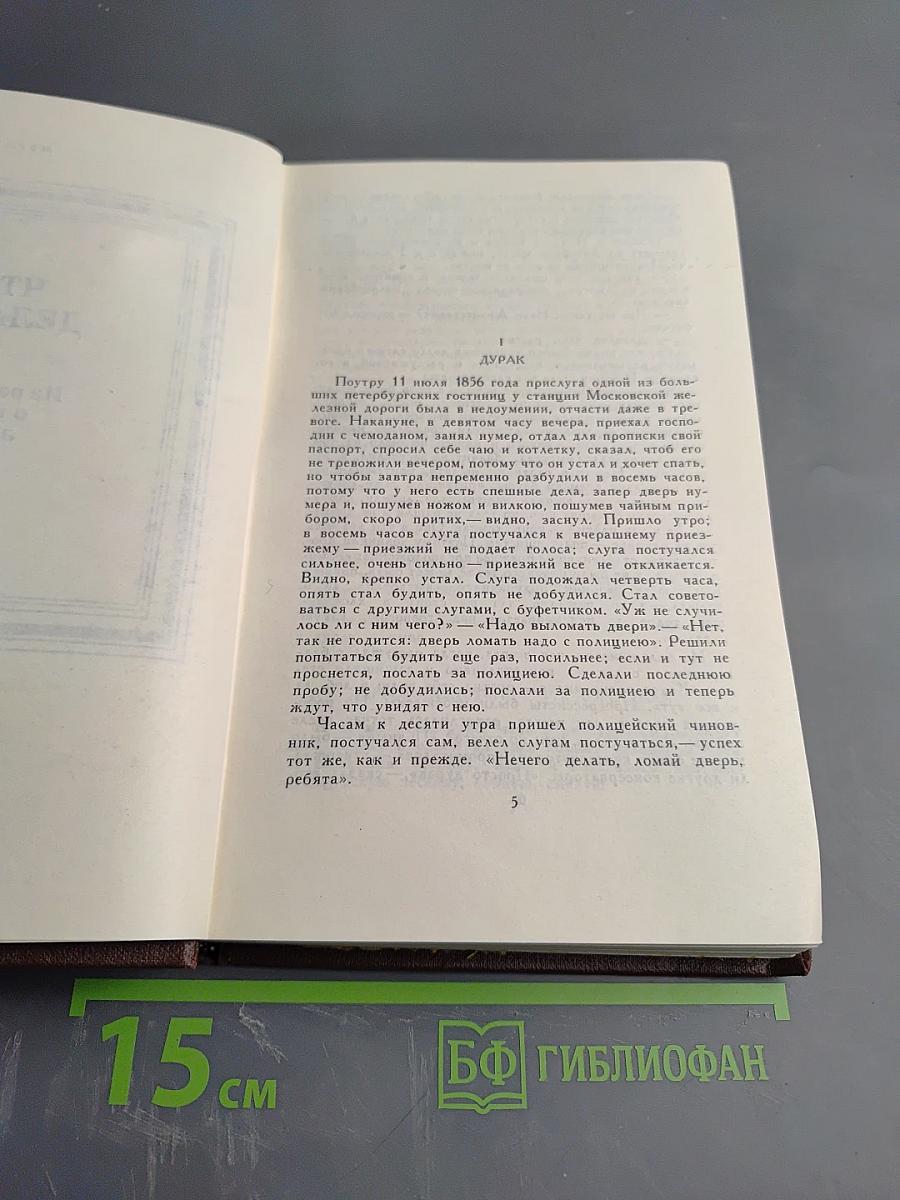 I
ДУРАК
Поутру 11 июля 1856 года прислуга одной из боль-
ших петербургских гостиниц у станции Московской же-
лезной дороги была в недоумении, отчасти даже в тре-
воге. Накануне, в девятом часу вечера, приехал госпо-
дин с чемоданом, занял нумер, отдал для прописки свой
паспорт, спросил себе чаю и котлетку, сказал, чтоб его
не тревожили вечером, потому что он устал и хочет спать,
но чтобы завтра непременно разбудили в восемь часов,
потому что у него есть спешные дела, запер дверь ну-
мера и, пошумев ножом и вилкою, пошумев чайным при-
бором, скоро притих,— видно, заснул. Пришло утро;
в восемь часов слуга постучался к вчерашнему приез-
жему — приезжий не подает голоса; слуга постучался
сильнее, очень сильно — приезжий все не откликается.
Видно, крепко устал. Слуга подождал четверть часа,
опять стал будить, опять не добудился. Стал совето-
ваться с другими слугами, с буфетчиком. «Уж не случи-
лось ли с ним чего?» — «Надо выломать двери».— «Нет,
так не годится: дверь ломать надо с полициею». Решили
попытаться будить еще раз, посильнее; если и тут не
проснется, послать за полициею. Сделали последнюю
пробу; не добудились; послали за полициею и теперь
ждут, что увидят с нею.
Часам к десяти утра пришел полицейский чинов-
ник, постучался сам, велел слугам постучаться,— успех
тот же, как и прежде. «Нечего делать, ломай дверь,
ребята».
5
15 см
БФ ГИБЛИОФАН